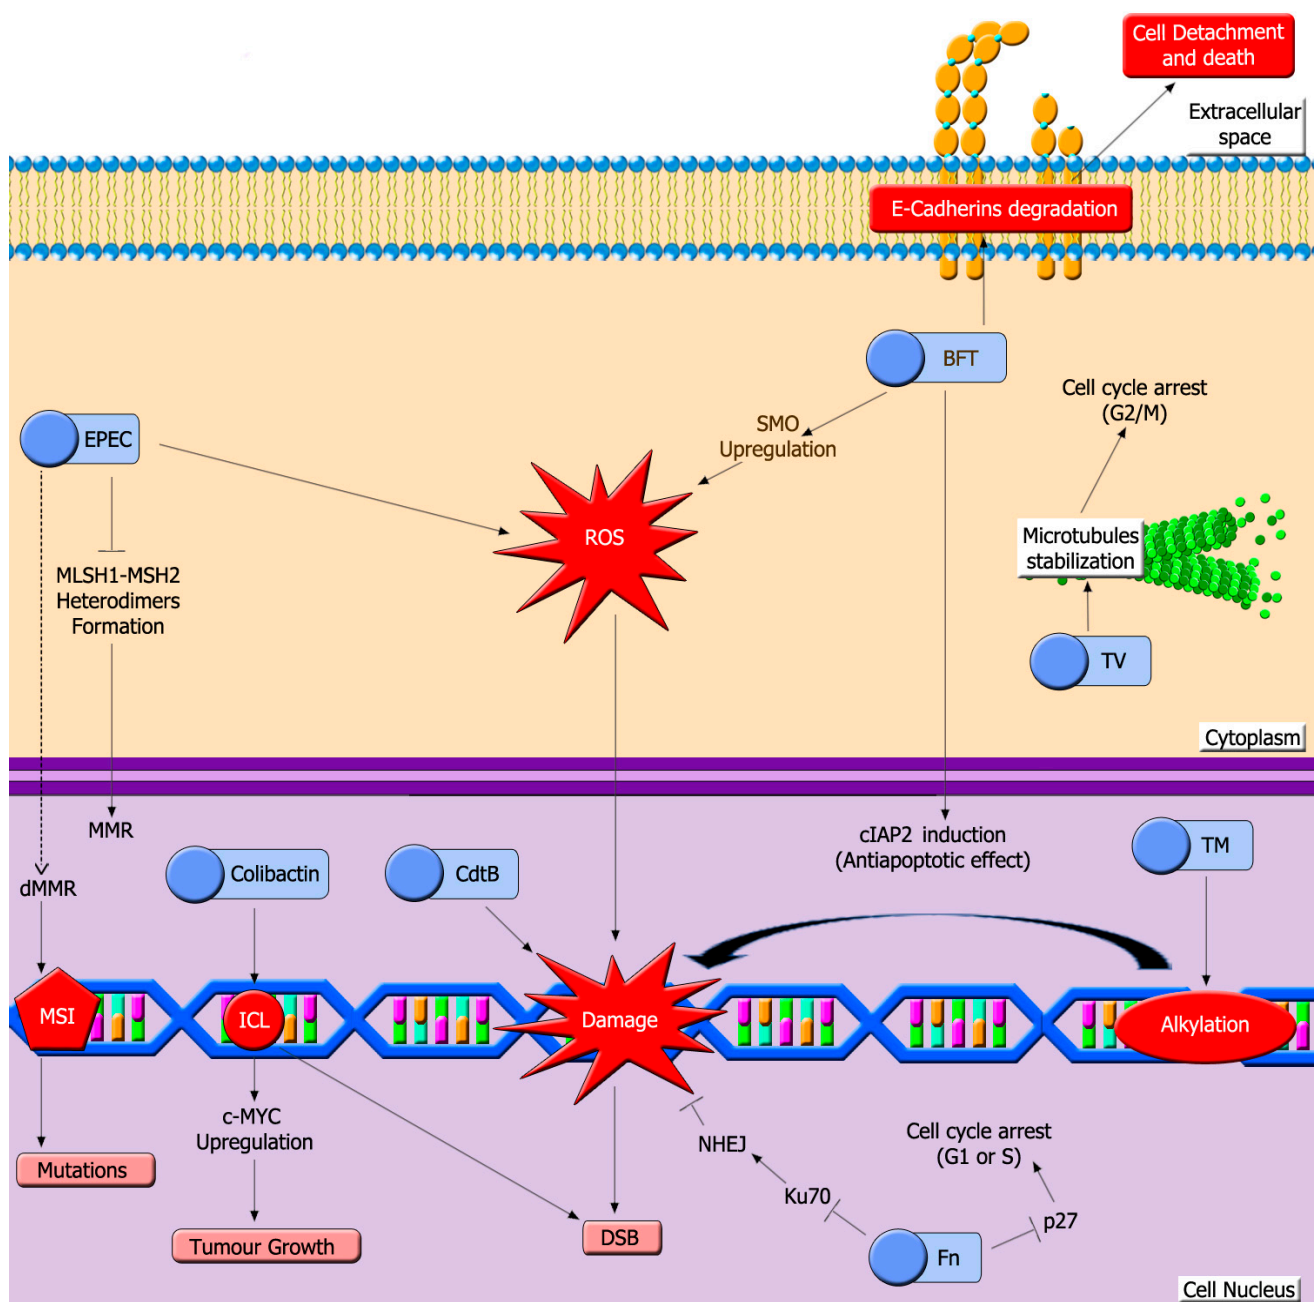 Cell Detachment
and death
Extracellular
space
E-Cadherins degradation
BFT
Cell cycle arrest
(G2/M)
SMO
Upregulation
EPEC
ROS
Microtubules
stabilization
MLSH1-MSH2
Heterodimers
Formation
TV
Cytoplasm
MMR
cIAP2 induction
(Antiapoptotic effect)
TM
Colibactin
CdtB
dMMR
MSI
ICL
Damage
Alkylation
c-MYC
Upregulation
NHEJ
Cell cycle arrest
(G1 or S)
Mutations
Ku70
p27
Tumour Growth
DSB
Fn
Cell Nucleus